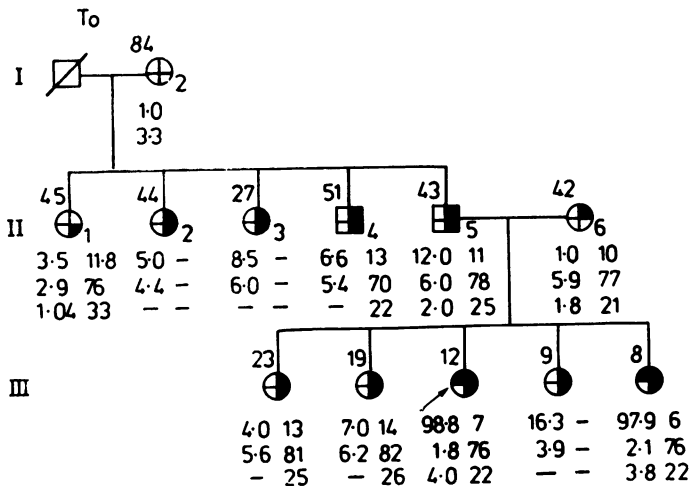 To
84
I
2
1·0
3·3
45 44 27 51 43 42
II
1 2 3 4 5 6
3·5 11·8 5·0 – 8·5 – 6·6 13 12·0 11 1·0 10
2·9 76 4·4 – 6·0 – 5·4 70 6·0 78 5·9 77
1·04 33 – – – – – 22 2·0 25 1·8 21
23 19 12 9 8
III
4·0 13 7·0 14 98·8 7 16·3 – 97·9 6
5·6 81 6·2 82 1·8 76 3·9 – 2·1 76
– 25 – 26 4·0 22 – – 3·8 22